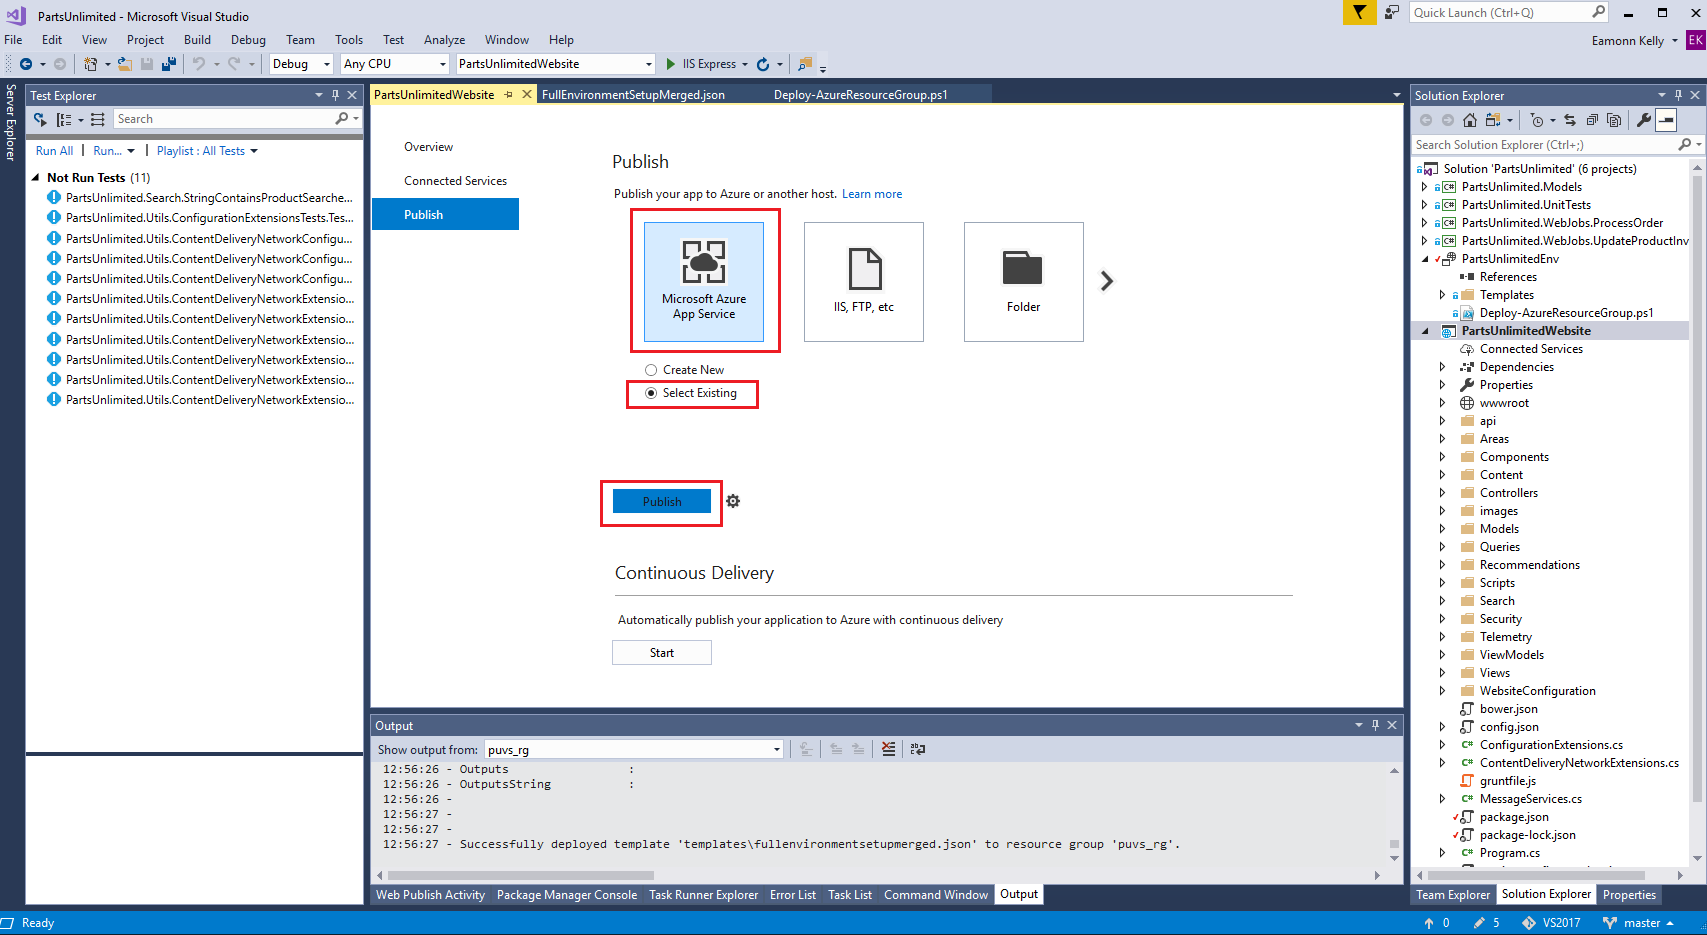 PartsUnlimited - Microsoft Visual Studio
Quick Launch (Ctrl+Q)
File Edit View Project Build Debug Team Tools Test Analyze Window Help
Eamonn Kelly EK
Debug Any CPU PartsUnlimitedWebsite IIS Express
Server Explorer
Test Explorer
Search
Run All Run... Playlist : All Tests
Not Run Tests (11)
PartsUnlimited.Search.StringContainsProductSearche...
PartsUnlimited.Utils.ConfigurationExtensionsTests.Tes...
PartsUnlimited.Utils.ContentDeliveryNetworkConfigu...
PartsUnlimited.Utils.ContentDeliveryNetworkConfigu...
PartsUnlimited.Utils.ContentDeliveryNetworkConfigu...
PartsUnlimited.Utils.ContentDeliveryNetworkExtensio...
PartsUnlimited.Utils.ContentDeliveryNetworkExtensio...
PartsUnlimited.Utils.ContentDeliveryNetworkExtensio...
PartsUnlimited.Utils.ContentDeliveryNetworkExtensio...
PartsUnlimited.Utils.ContentDeliveryNetworkExtensio...
PartsUnlimited.Utils.ContentDeliveryNetworkExtensio...
PartsUnlimitedWebsite FullEnvironmentSetupMerged.json Deploy-AzureResourceGroup.ps1
Overview
Connected Services
Publish
Publish
Publish your app to Azure or another host. Learn more
Microsoft Azure
App Service
IIS, FTP, etc
Folder
Create New
Select Existing
Publish
Continuous Delivery
Automatically publish your application to Azure with continuous delivery
Start
Output
Show output from: puvs_rg
12:56:26 - Outputs :
12:56:26 - OutputsString :
12:56:26 -
12:56:27 -
12:56:27 -
12:56:27 - Successfully deployed template 'templates\fullenvironmentsetupmerged.json' to resource group 'puvs_rg'.
Web Publish Activity Package Manager Console Task Runner Explorer Error List Task List Command Window Output
Solution Explorer
Search Solution Explorer (Ctrl+;)
Solution 'PartsUnlimited' (6 projects)
PartsUnlimited.Models
PartsUnlimited.UnitTests
PartsUnlimited.WebJobs.ProcessOrder
PartsUnlimited.WebJobs.UpdateProductInv
PartsUnlimitedEnv
References
Templates
Deploy-AzureResourceGroup.ps1
PartsUnlimitedWebsite
Connected Services
Dependencies
Properties
wwwroot
api
Areas
Components
Content
Controllers
images
Models
Queries
Recommendations
Scripts
Search
Security
Telemetry
ViewModels
Views
WebsiteConfiguration
bower.json
config.json
C# ConfigurationExtensions.cs
C# ContentDeliveryNetworkExtensions.cs
gruntfile.js
C# MessageServices.cs
package.json
package-lock.json
C# Program.cs
Team Explorer Solution Explorer Properties
Ready
0 5 VS2017 master